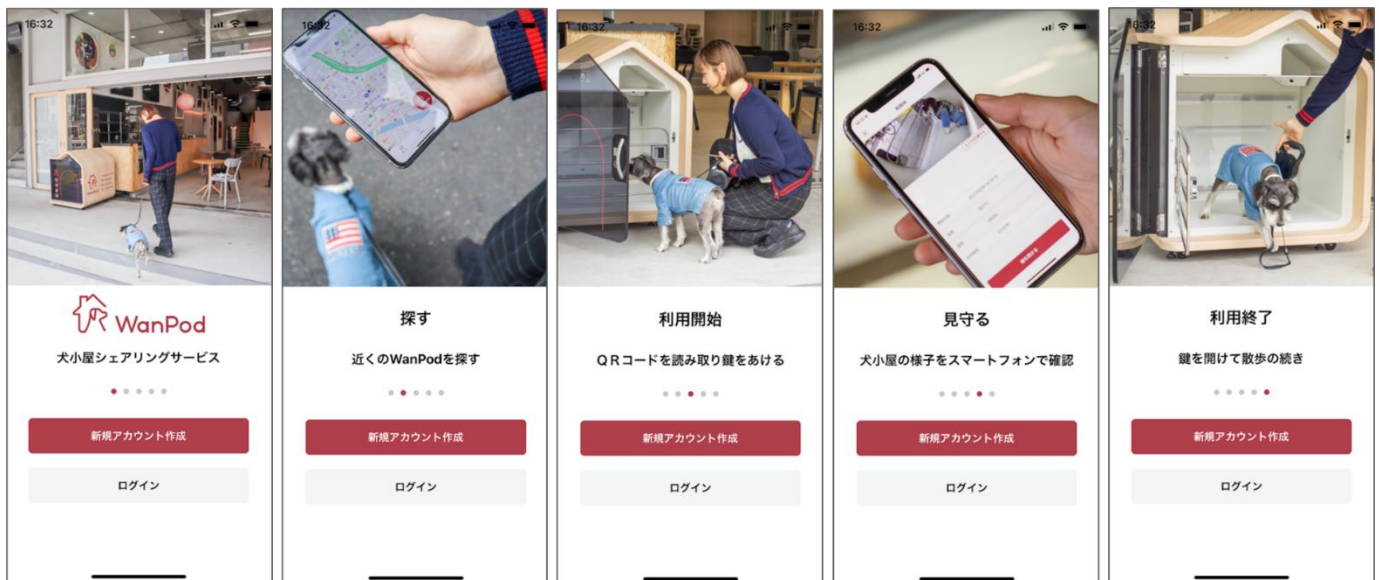 16:32
WanPod
犬小屋シェアリングサービス
新規アカウント作成
ログイン
16:32
探す
近くのWanPodを探す
新規アカウント作成
ログイン
16:32
利用開始
QRコードを読み取り鍵をあける
新規アカウント作成
ログイン
16:32
見守る
犬小屋の様子をスマートフォンで確認
新規アカウント作成
ログイン
16:32
利用終了
鍵を開けて散歩の続き
新規アカウント作成
ログイン